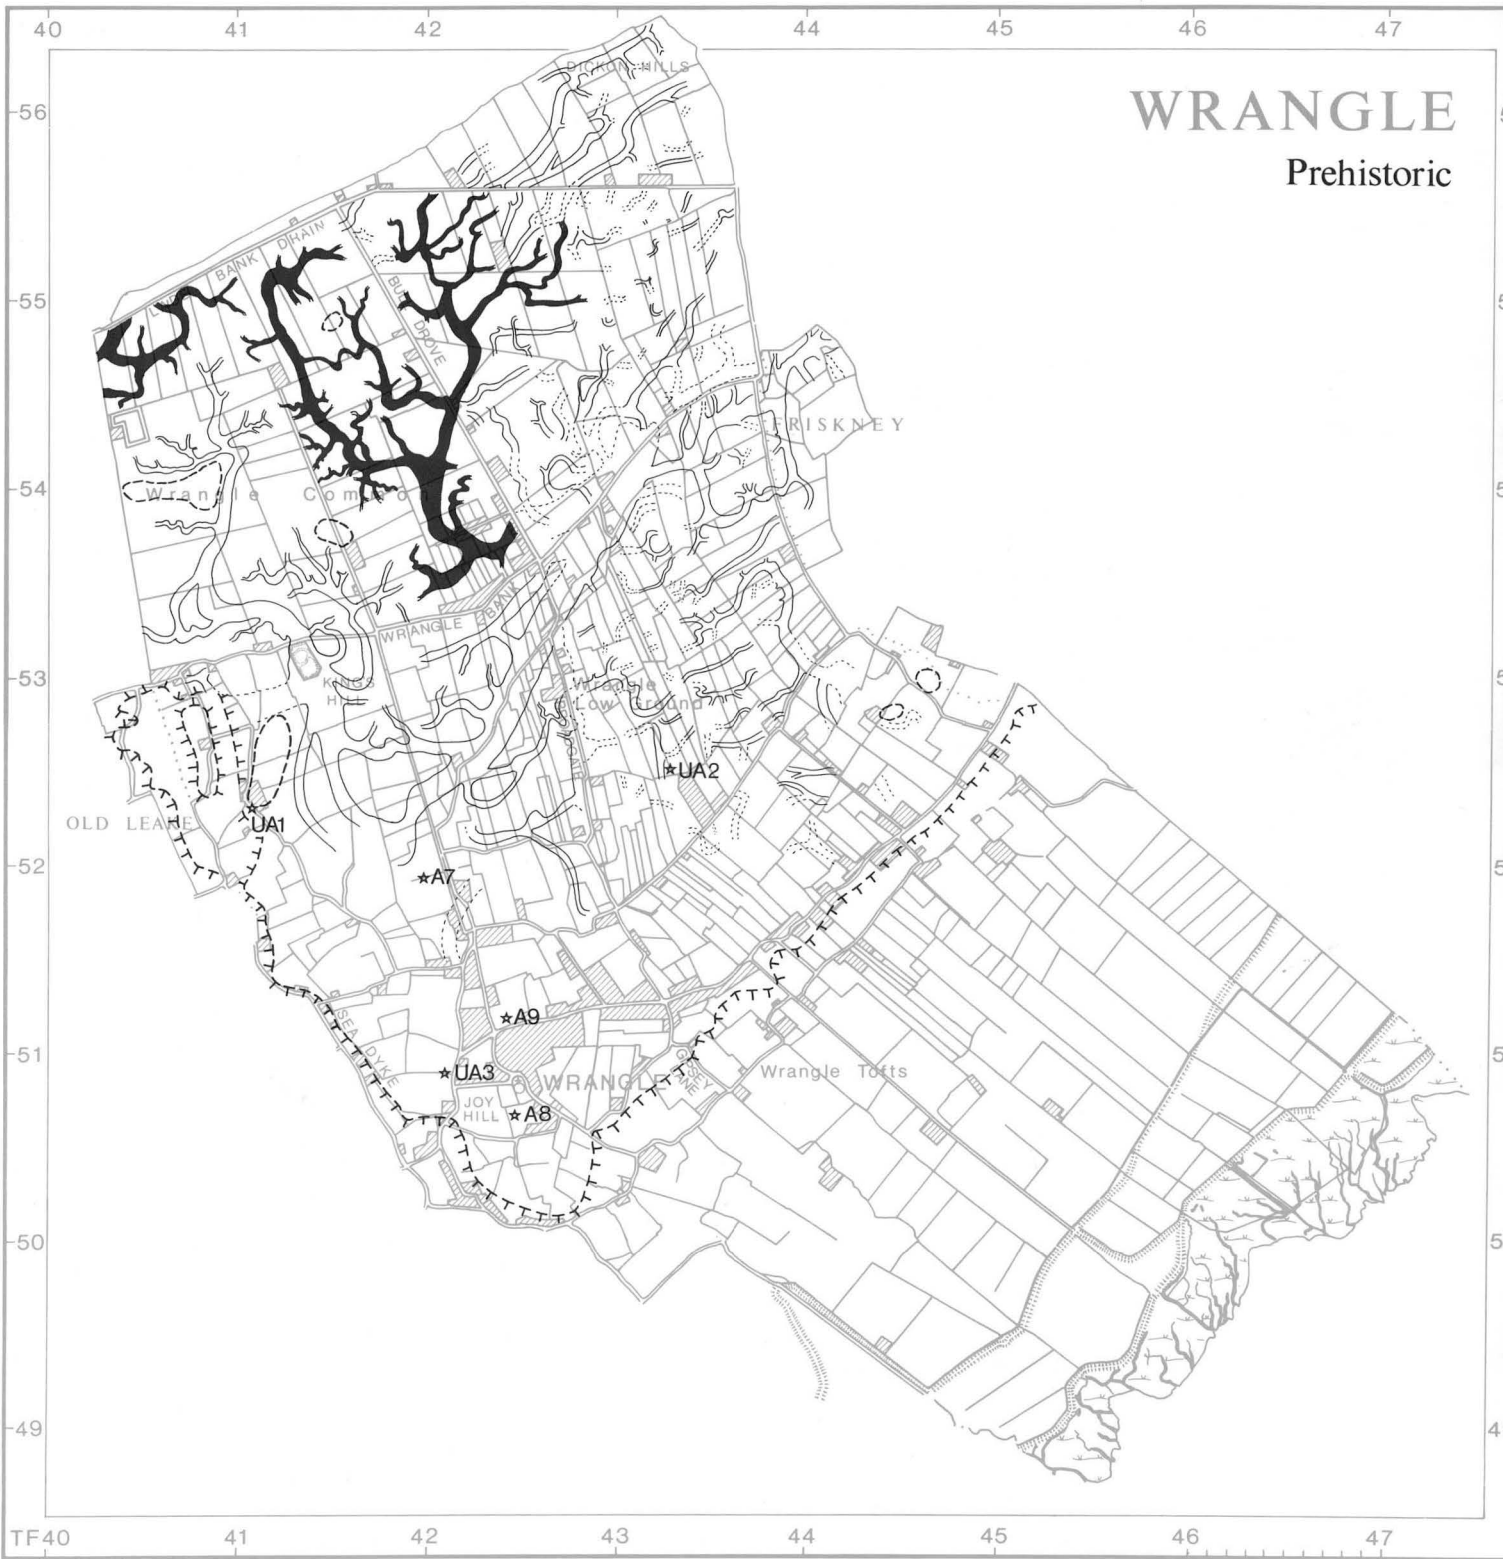 40 41 42 44 45 46 47
DICKON HILLS
56
WRANGLE
Prehistoric
BANK DRAIN
55
BULL DROVE
FRISKNEY
54
Wrangle Common
WRANGLE BANK
53
KINGS
HILL
Wrangle
Low Ground
GATE
UA2
OLD LEAKE
UA1
52
A7
A9
51
SEA DYKE
UA3
WRANGLE
Wrangle Tofts
JOY
HILL
A8
50
49
TF40 41 42 43 44 45 46 47